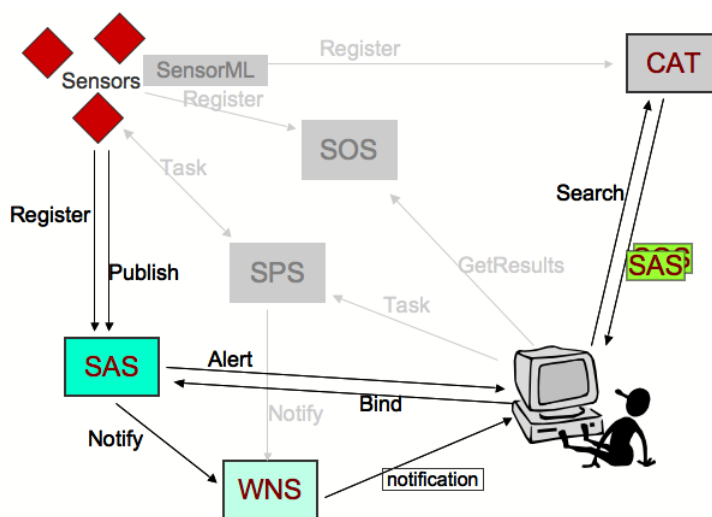 Register
CAT
SensorML
Sensors
Register
SOS
Task
Search
Register
Publish
SPS
GetResults
SAS
Task
SAS
Alert
Bind
Notify
Notify
WNS
notification